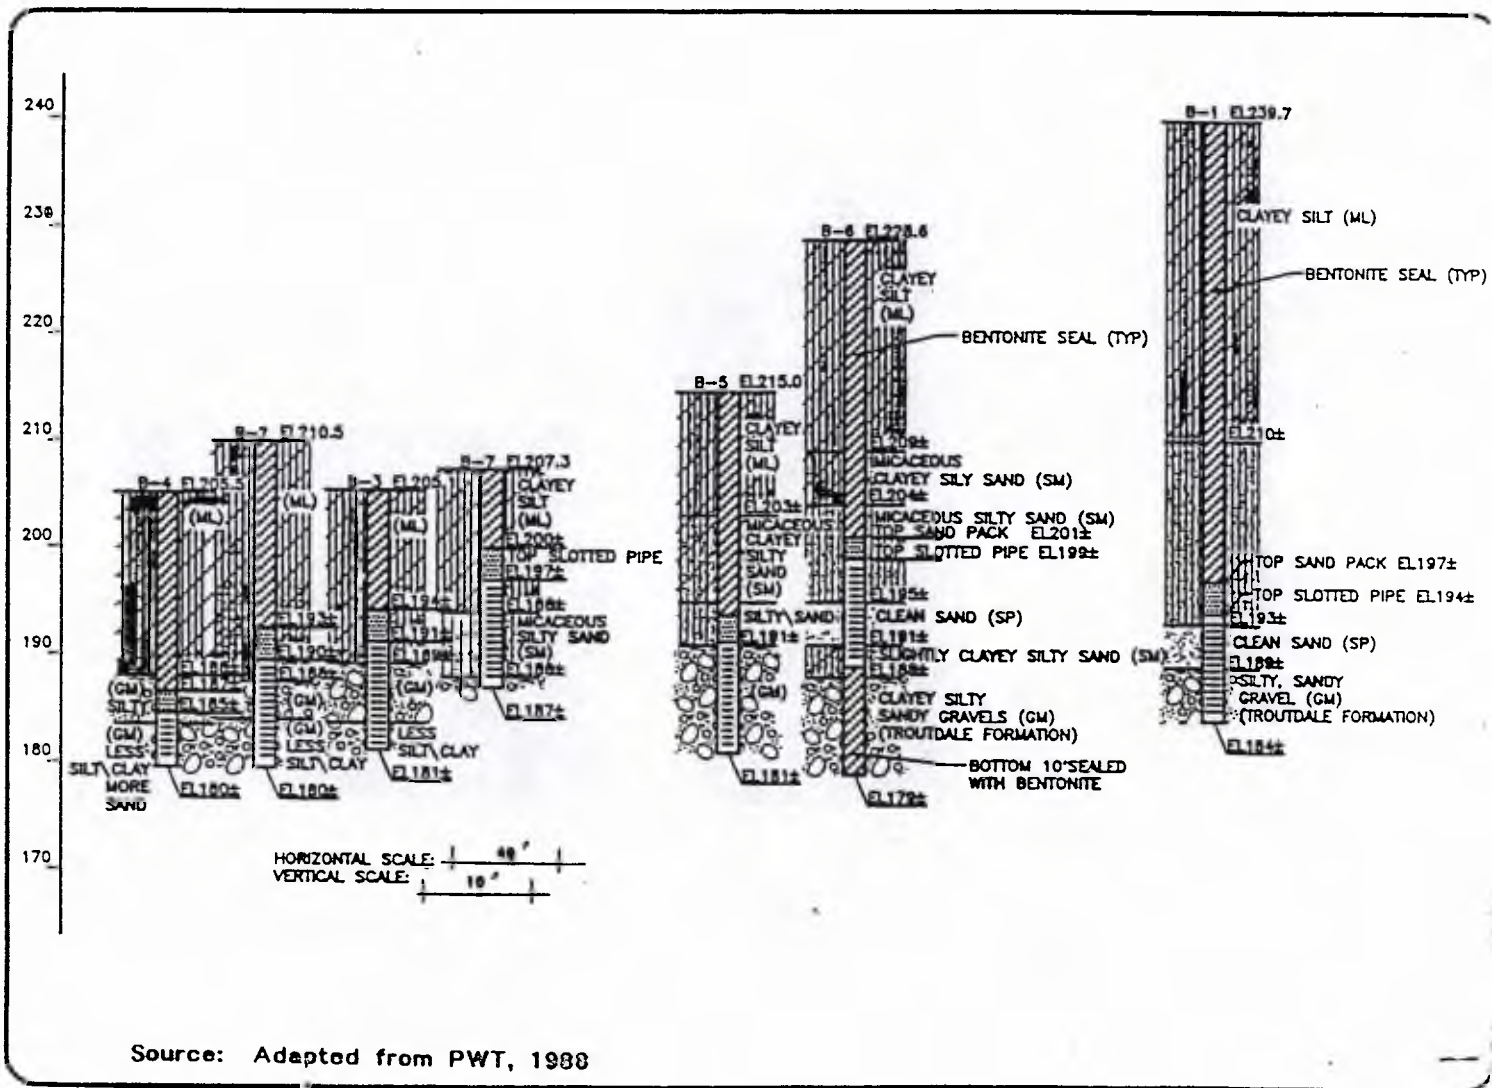 240
230
220
210
200
190
180
170
B-4 EL205.5
(ML)
(GM)
SILTY
EL185±
(GM)
LESS
SILT\CLAY
MORE
SAND
EL180±
EL210.5
(ML)
EL193±
EL190±
EL188±
(GM)
(GM)
LESS
SILT\CLAY
EL180±
B-3 EL205
(ML)
EL194±
EL191±
EL189±
(GM)
LESS
SILT\CLAY
EL181±
B-7 EL207.3
CLAYEY
SILT
(ML)
EL200±
TOP SLOTTED PIPE
EL197±
MICACEOUS
SILTY SAND
(SM)
EL188±
EL187±
B-5 EL215.0
CLAYEY
SILT
(ML)
EL203±
MICACEOUS
CLAYEY
SILTY
SAND
(SM)
SILTY\SAND
EL191±
(GM)
EL181±
B-6 EL228.6
CLAYEY
SILT
(ML)
BENTONITE SEAL (TYP)
EL209±
MICACEOUS
CLAYEY SILY SAND (SM)
EL204±
MICACEOUS SILTY SAND (SM)
TOP SAND PACK EL201±
TOP SLOTTED PIPE EL199±
EL195±
CLEAN SAND (SP)
EL191±
SLIGHTLY CLAYEY SILTY SAND (SM)
EL188±
CLAYEY SILTY
SANDY GRAVELS (GM)
(TROUTDALE FORMATION)
BOTTOM 10'SEALED
WITH BENTONITE
EL179±
B-1 EL239.7
CLAYEY SILT (ML)
BENTONITE SEAL (TYP)
EL210±
TOP SAND PACK EL197±
TOP SLOTTED PIPE EL194±
EL193±
CLEAN SAND (SP)
EL189±
SILTY, SANDY
GRAVEL (GM)
(TROUTDALE FORMATION)
EL184±
HORIZONTAL SCALE: 40'
VERTICAL SCALE: 10'
Source: Adapted from PWT, 1988